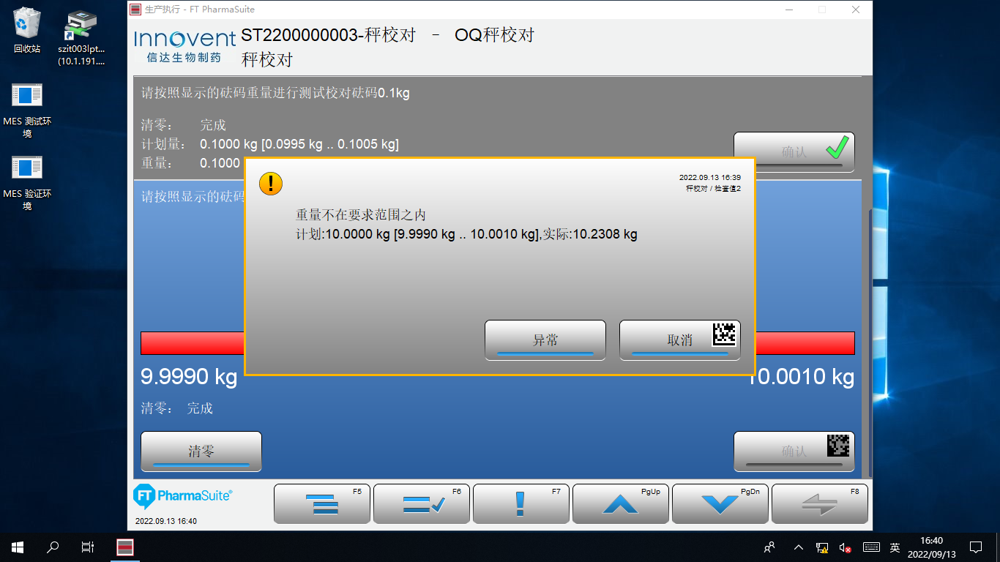 回收站
szit003lpt...
(10.1.191....
MES 测试环
境
MES 验证环
境
生产执行 - FT PharmaSuite
Innovent
信达生物制药
ST2200000003-秤校对 - OQ秤校对
秤校对
请按照显示的砝码重量进行测试校对砝码0.1kg
清零： 完成
计划量： 0.1000 kg [0.0995 kg .. 0.1005 kg]
重量： 0.1000
确认
请按照显示的砝码
2022.09.13 16:39
秤校对 / 检查值2
重量不在要求范围之内
计划:10.0000 kg [9.9990 kg .. 10.0010 kg],实际:10.2308 kg
异常
取消
9.9990 kg
10.0010 kg
清零： 完成
清零
确认
FT PharmaSuite®
2022.09.13 16:40
F5
F6
F7
PgUp
PgDn
F8
英
16:40
2022/09/13